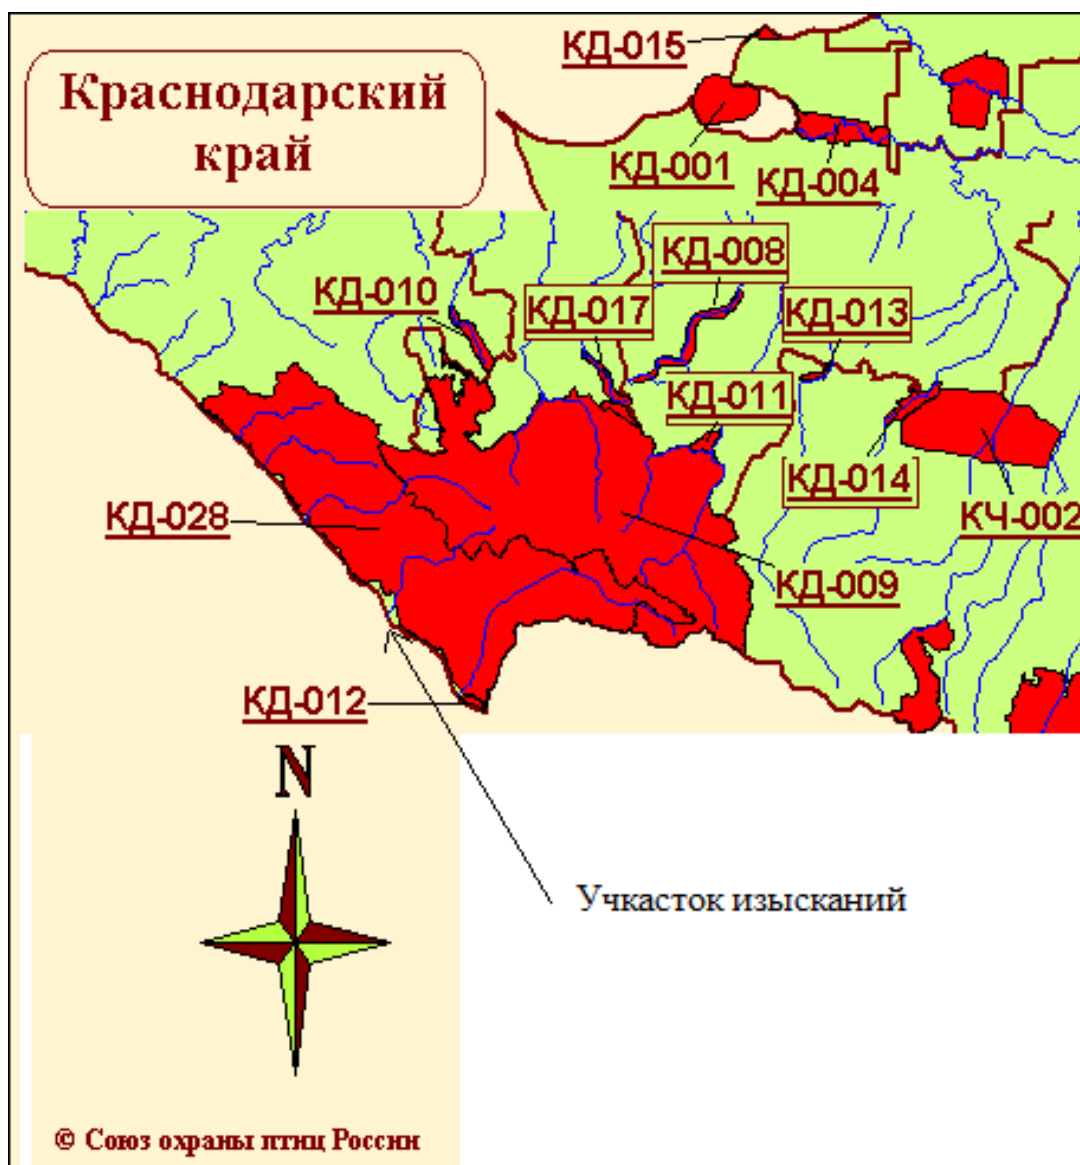 КД-015
Краснодарский
край
КД-001
КД-004
КД-008
КД-010
КД-017
КД-013
КД-011
КД-014
КД-028
КЧ-002
КД-009
КД-012
N
Учкасток изысканий
© Союз охраны птиц России